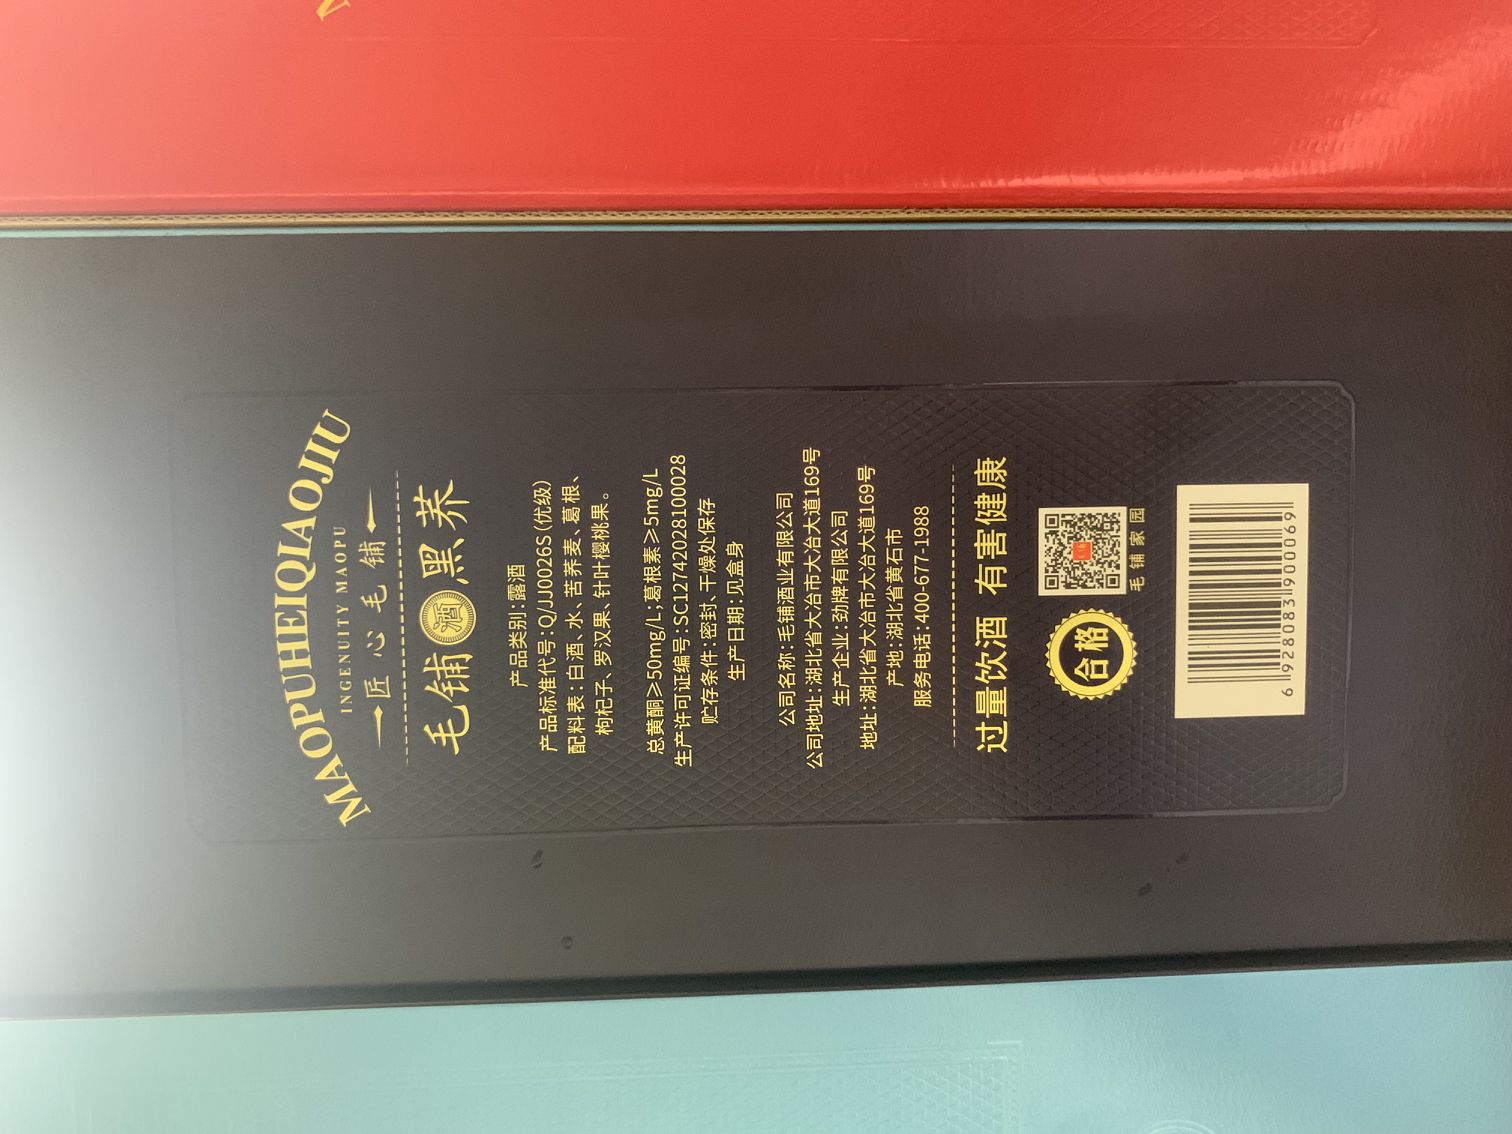 MAOPUHEIQIAOJIU
INGENUITY MAOPU
匠心毛铺
毛铺酒黑荞
产品类别:露酒
产品标准代号:Q/JJ0026S(优级)
配料表:白酒、水、苦荞麦、葛根、
枸杞子、罗汉果、针叶樱桃果。
总黄酮≥50mg/L;葛根素≥5mg/L
生产许可证编号:SC12742028100028
贮存条件:密封、干燥处保存
生产日期:见盒身
公司名称:毛铺酒业有限公司
公司地址:湖北省大冶市大冶大道169号
生产企业:劲牌有限公司
地址:湖北省大冶市大冶大道169号
产地:湖北省黄石市
服务电话:400-677-1988
过量饮酒 有害健康
合格
毛铺家园
6 928083 900069